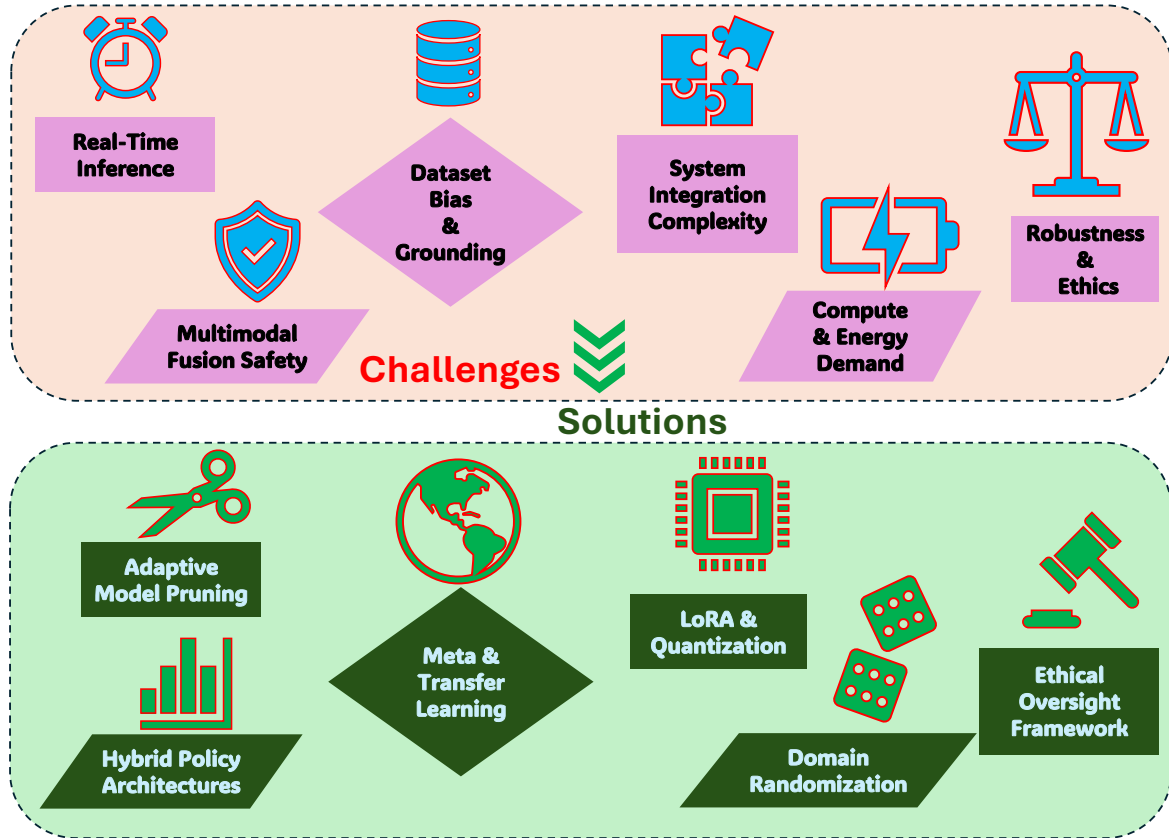 Real-Time
Inference
Dataset
Bias
&
Grounding
System
Integration
Complexity
Robustness
&
Ethics
Multimodal
Fusion Safety
Compute
& Energy
Demand
Challenges
Solutions
Adaptive
Model Pruning
Meta &
Transfer
Learning
LoRA &
Quantization
Ethical
Oversight
Framework
Hybrid Policy
Architectures
Domain
Randomization